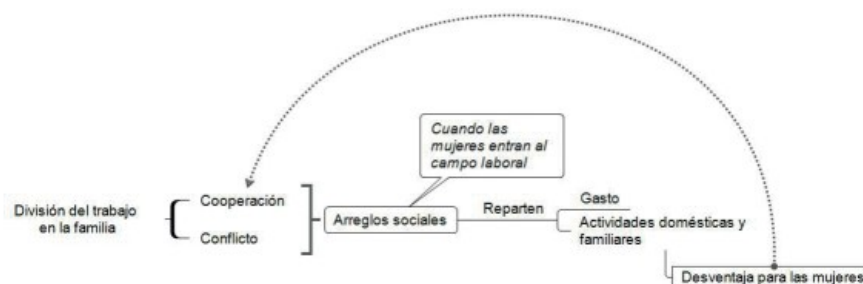 Cuando las
mujeres entran al
campo laboral
División del trabajo
en la familia
Cooperación
Conflicto
Arreglos sociales
Reparten
Gasto
Actividades domésticas y
familiares
Desventaja para las mujeres